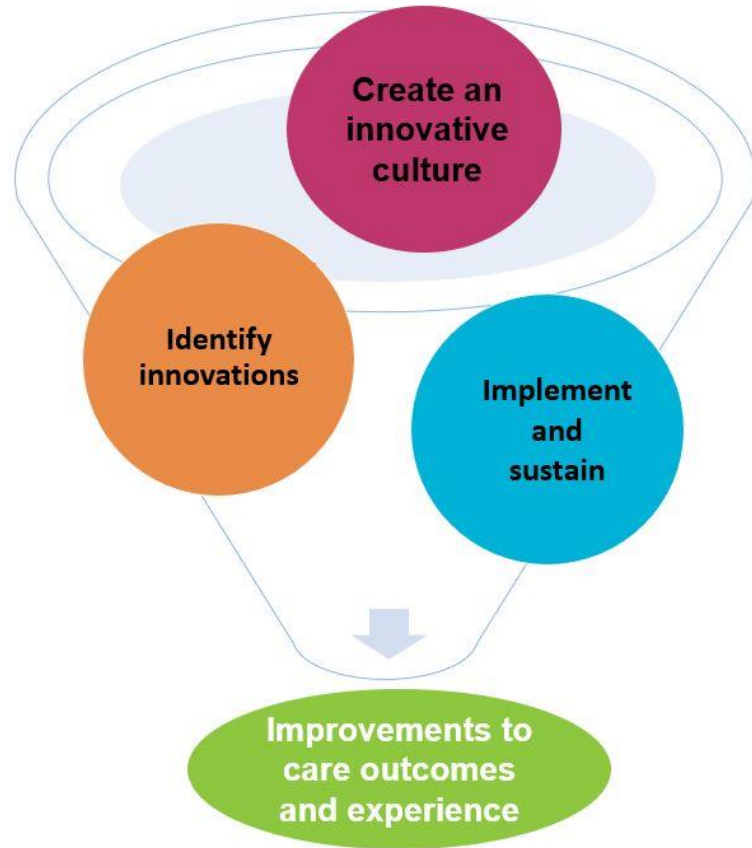 Create an
innovative
culture
Identify
innovations
Implement
and
sustain
Improvements to
care outcomes
and experience